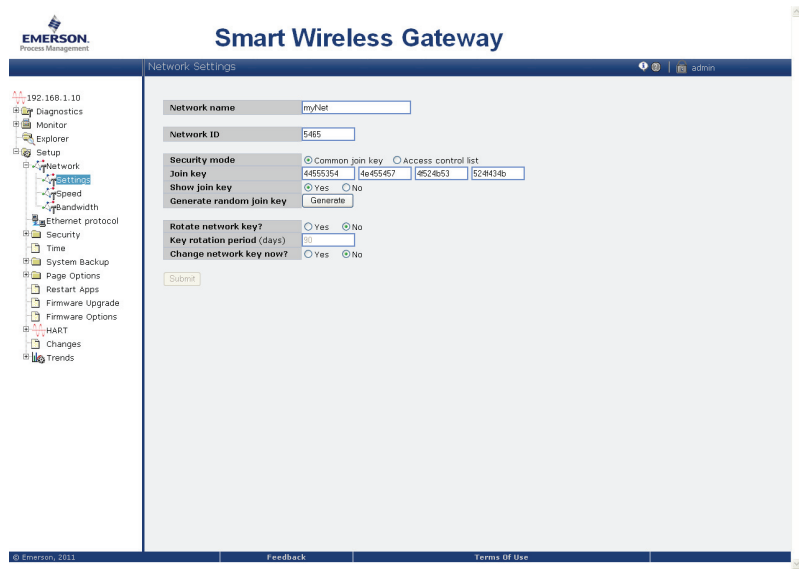 EMERSON.
Process Management
Smart Wireless Gateway
Network Settings
admin
192.168.1.10
Diagnostics
Monitor
Explorer
Setup
Network
Settings
Speed
Bandwidth
Ethernet protocol
Security
Time
System Backup
Page Options
Restart Apps
Firmware Upgrade
Firmware Options
HART
Changes
Trends
Network name myNet
Network ID 5465
Security mode Common join key Access control list
Join key 44555354 4e455457 4f524b53 524f434b
Show join key Yes No
Generate random join key Generate
Rotate network key? Yes No
Key rotation period (days) 90
Change network key now? Yes No
Submit
© Emerson, 2011 Feedback Terms Of Use